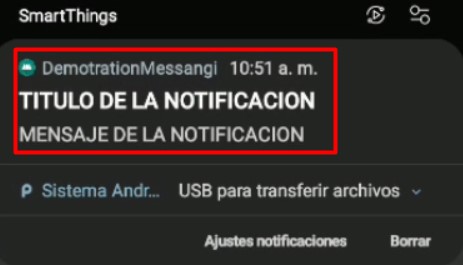 SmartThings
DemotrationMessangi 10:51 a. m.
TITULO DE LA NOTIFICACION
MENSAJE DE LA NOTIFICACION
Sistema Andr... USB para transferir archivos
Ajustes notificaciones Borrar